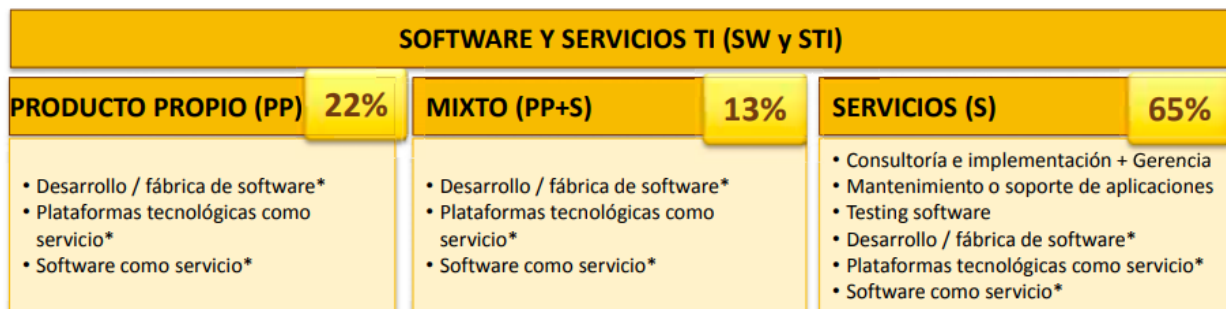 SOFTWARE Y SERVICIOS TI (SW y STI)
PRODUCTO PROPIO (PP) 22%
• Desarrollo / fábrica de software*
• Plataformas tecnológicas como
servicio*
• Software como servicio*
MIXTO (PP+S) 13%
• Desarrollo / fábrica de software*
• Plataformas tecnológicas como
servicio*
• Software como servicio*
SERVICIOS (S) 65%
• Consultoría e implementación + Gerencia
• Mantenimiento o soporte de aplicaciones
• Testing software
• Desarrollo / fábrica de software*
• Plataformas tecnológicas como servicio*
• Software como servicio*